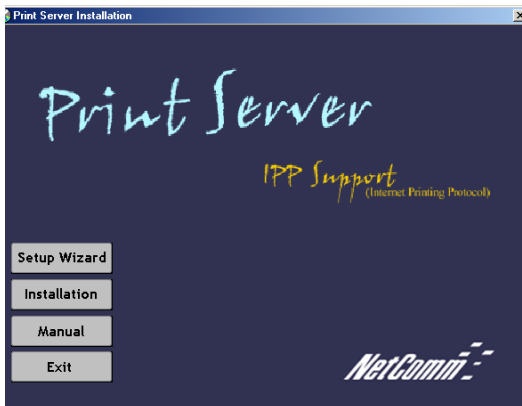 Print Server Installation
Print Server
IPP Support
(Internet Printing Protocol)
Setup Wizard
Installation
Manual
Exit
NetComm